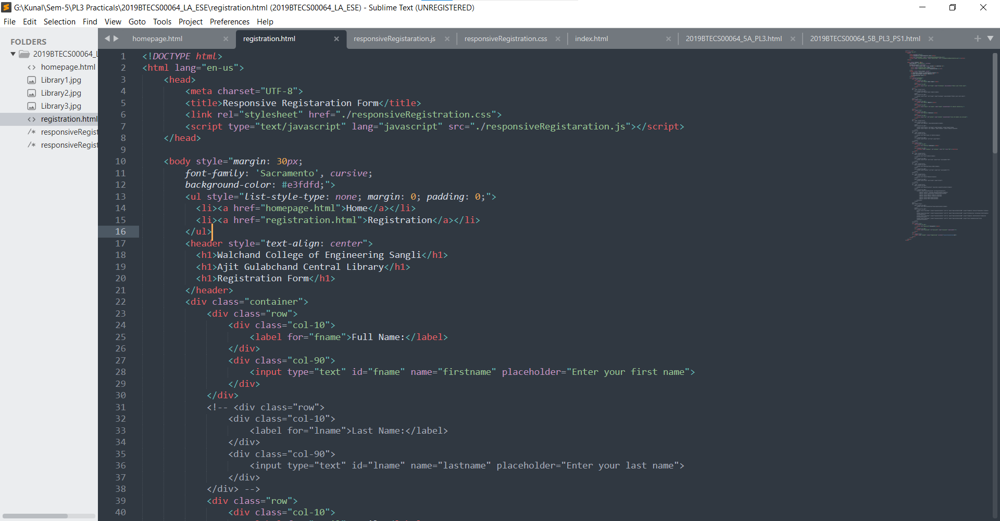 G:\Kunal\Sem-5\PL3 Practicals\2019BTECS00064_LA_ESE\registration.html (2019BTECS00064_LA_ESE) - Sublime Text (UNREGISTERED)
File Edit Selection Find View Goto Tools Project Preferences Help
FOLDERS
2019BTECS00064_L
homepage.html
Library1.jpg
Library2.jpg
Library3.jpg
registration.html
responsiveRegist
responsiveRegist
homepage.html registration.html responsiveRegistaration.js responsiveRegistration.css index.html 2019BTECS00064_5A_PL3.html 2019BTECS00064_5B_PL3_PS1.html
1 <!DOCTYPE html>
2 <html lang="en-us">
3 <head>
4 <meta charset="UTF-8">
5 <title>Responsive Registaration Form</title>
6 <link rel="stylesheet" href="./responsiveRegistration.css">
7 <script type="text/javascript" lang="javascript" src="./responsiveRegistaration.js"></script>
8 </head>
9
10 <body style="margin: 30px;
11 font-family: 'Sacramento', cursive;
12 background-color: #e3fdfd;">
13 <ul style="list-style-type: none; margin: 0; padding: 0;">
14 <li><a href="homepage.html">Home</a></li>
15 <li><a href="registration.html">Registration</a></li>
16 </ul>
17 <header style="text-align: center">
18 <h1>Walchand College of Engineering Sangli</h1>
19 <h1>Ajit Gulabchand Central Library</h1>
20 <h1>Registration Form</h1>
21 </header>
22 <div class="container">
23 <div class="row">
24 <div class="col-10">
25 <label for="fname">Full Name:</label>
26 </div>
27 <div class="col-90">
28 <input type="text" id="fname" name="firstname" placeholder="Enter your first name">
29 </div>
30 </div>
31 <!-- <div class="row">
32 <div class="col-10">
33 <label for="lname">Last Name:</label>
34 </div>
35 <div class="col-90">
36 <input type="text" id="lname" name="lastname" placeholder="Enter your last name">
37 </div>
38 </div> -->
39 <div class="row">
40 <div class="col-10">